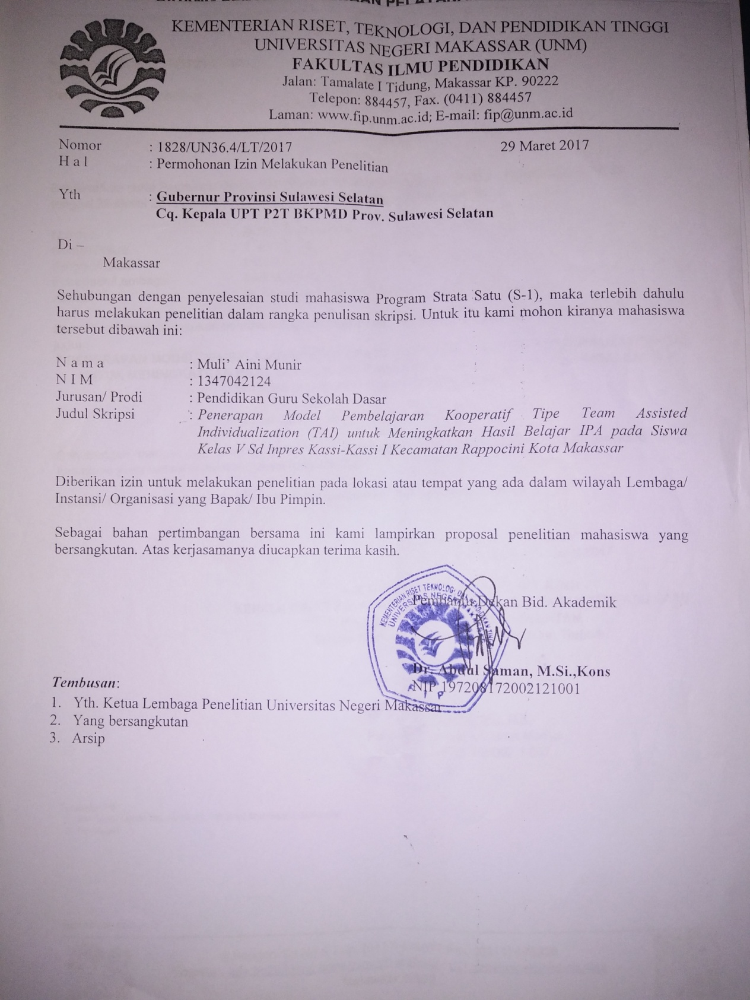 KEMENTERIAN RISET, TEKNOLOGI, DAN PENDIDIKAN TINGGI
UNIVERSITAS NEGERI MAKASSAR (UNM)
FAKULTAS ILMU PENDIDIKAN
Jalan: Tamalate I Tidung, Makassar KP. 90222
Telepon: 884457, Fax. (0411) 884457
Laman: www.fip.unm.ac.id; E-mail: fip@unm.ac.id
Nomor : 1828/UN36.4/LT/2017 29 Maret 2017
H a l : Permohonan Izin Melakukan Penelitian
Yth : Gubernur Provinsi Sulawesi Selatan
Cq. Kepala UPT P2T BKPMD Prov. Sulawesi Selatan
Di –
Makassar
Sehubungan dengan penyelesaian studi mahasiswa Program Strata Satu (S-1), maka terlebih dahulu
harus melakukan penelitian dalam rangka penulisan skripsi. Untuk itu kami mohon kiranya mahasiswa
tersebut dibawah ini:
N a m a : Muli’ Aini Munir
N I M : 1347042124
Jurusan/ Prodi : Pendidikan Guru Sekolah Dasar
Judul Skripsi : Penerapan Model Pembelajaran Kooperatif Tipe Team Assisted
Individualization (TAI) untuk Meningkatkan Hasil Belajar IPA pada Siswa
Kelas V Sd Inpres Kassi-Kassi I Kecamatan Rappocini Kota Makassar
Diberikan izin untuk melakukan penelitian pada lokasi atau tempat yang ada dalam wilayah Lembaga/
Instansi/ Organisasi yang Bapak/ Ibu Pimpin.
Sebagai bahan pertimbangan bersama ini kami lampirkan proposal penelitian mahasiswa yang
bersangkutan. Atas kerjasamanya diucapkan terima kasih.
KEMENTERIAN RISET TEKNOLOGI DAN PENDIDIKAN TINGGI
UNIVERSITAS NEGERI MAKASSAR
Pembantu Dekan Bid. Akademik
Dr. Abdul Saman, M.Si.,Kons
NIP 197208172002121001
F I P
Tembusan:
1. Yth. Ketua Lembaga Penelitian Universitas Negeri Makassar
2. Yang bersangkutan
3. Arsip